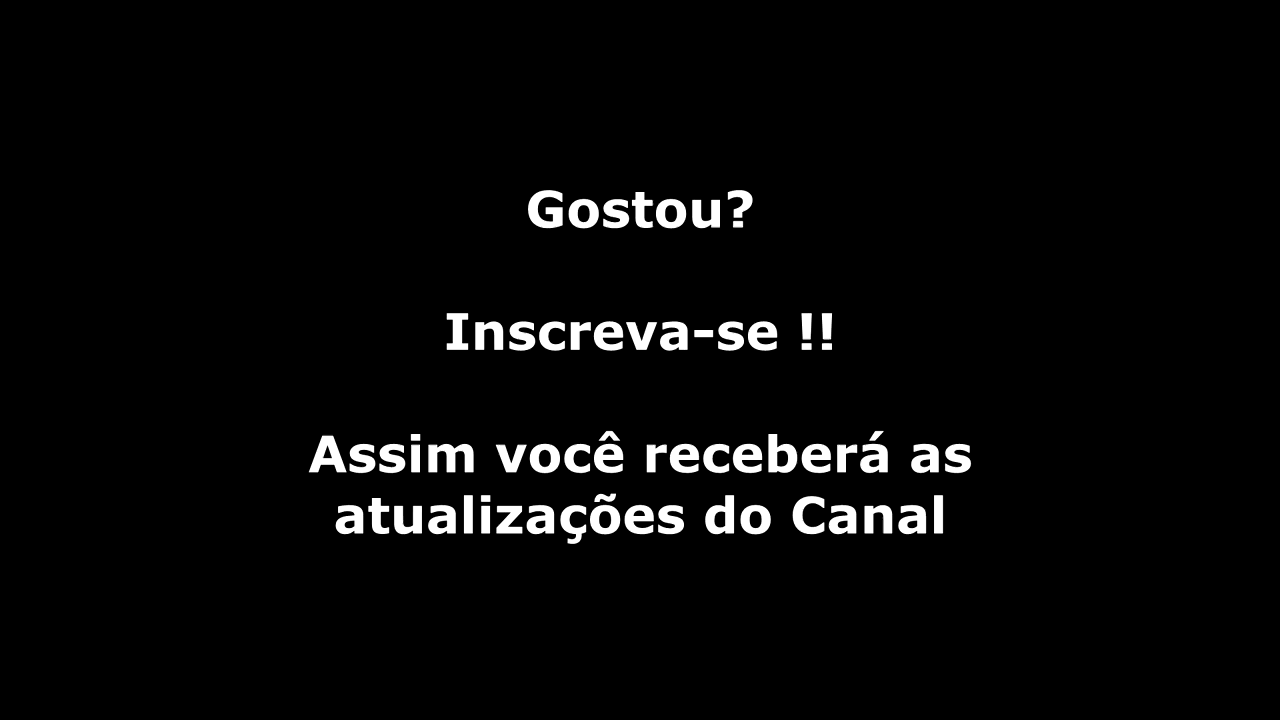 Gostou?
Inscreva-se !!
Assim você receberá as
atualizações do Canal